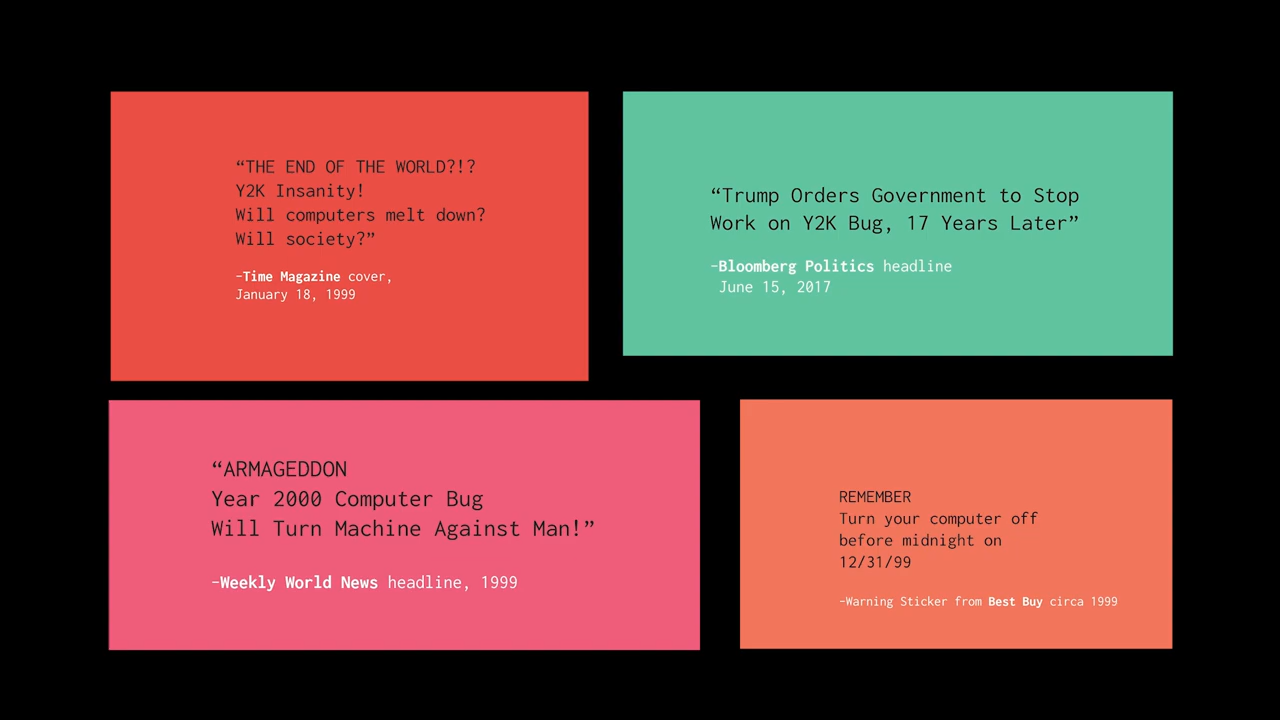 “THE END OF THE WORLD?!?
Y2K Insanity!
Will computers melt down?
Will society?”
–Time Magazine cover,
January 18, 1999
“Trump Orders Government to Stop
Work on Y2K Bug, 17 Years Later”
–Bloomberg Politics headline
June 15, 2017
“ARMAGEDDON
Year 2000 Computer Bug
Will Turn Machine Against Man!”
–Weekly World News headline, 1999
REMEMBER
Turn your computer off
before midnight on
12/31/99
–Warning Sticker from Best Buy circa 1999